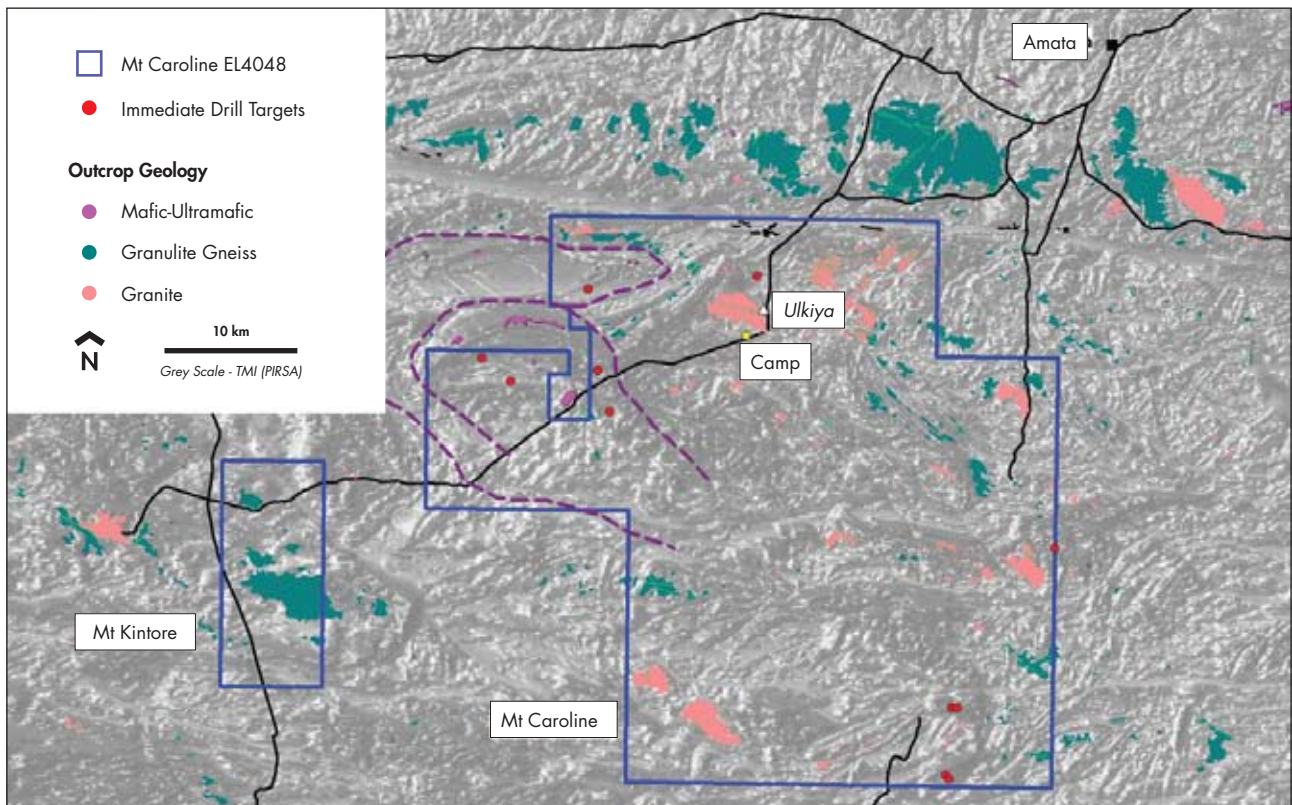 Mt Caroline EL4048
Immediate Drill Targets
Outcrop Geology
Mafic-Ultramafic
Granulite Gneiss
Granite
N
10 km
Grey Scale - TMI (PIRSA)
Amata
Ulkiya
Camp
Mt Kintore
Mt Caroline